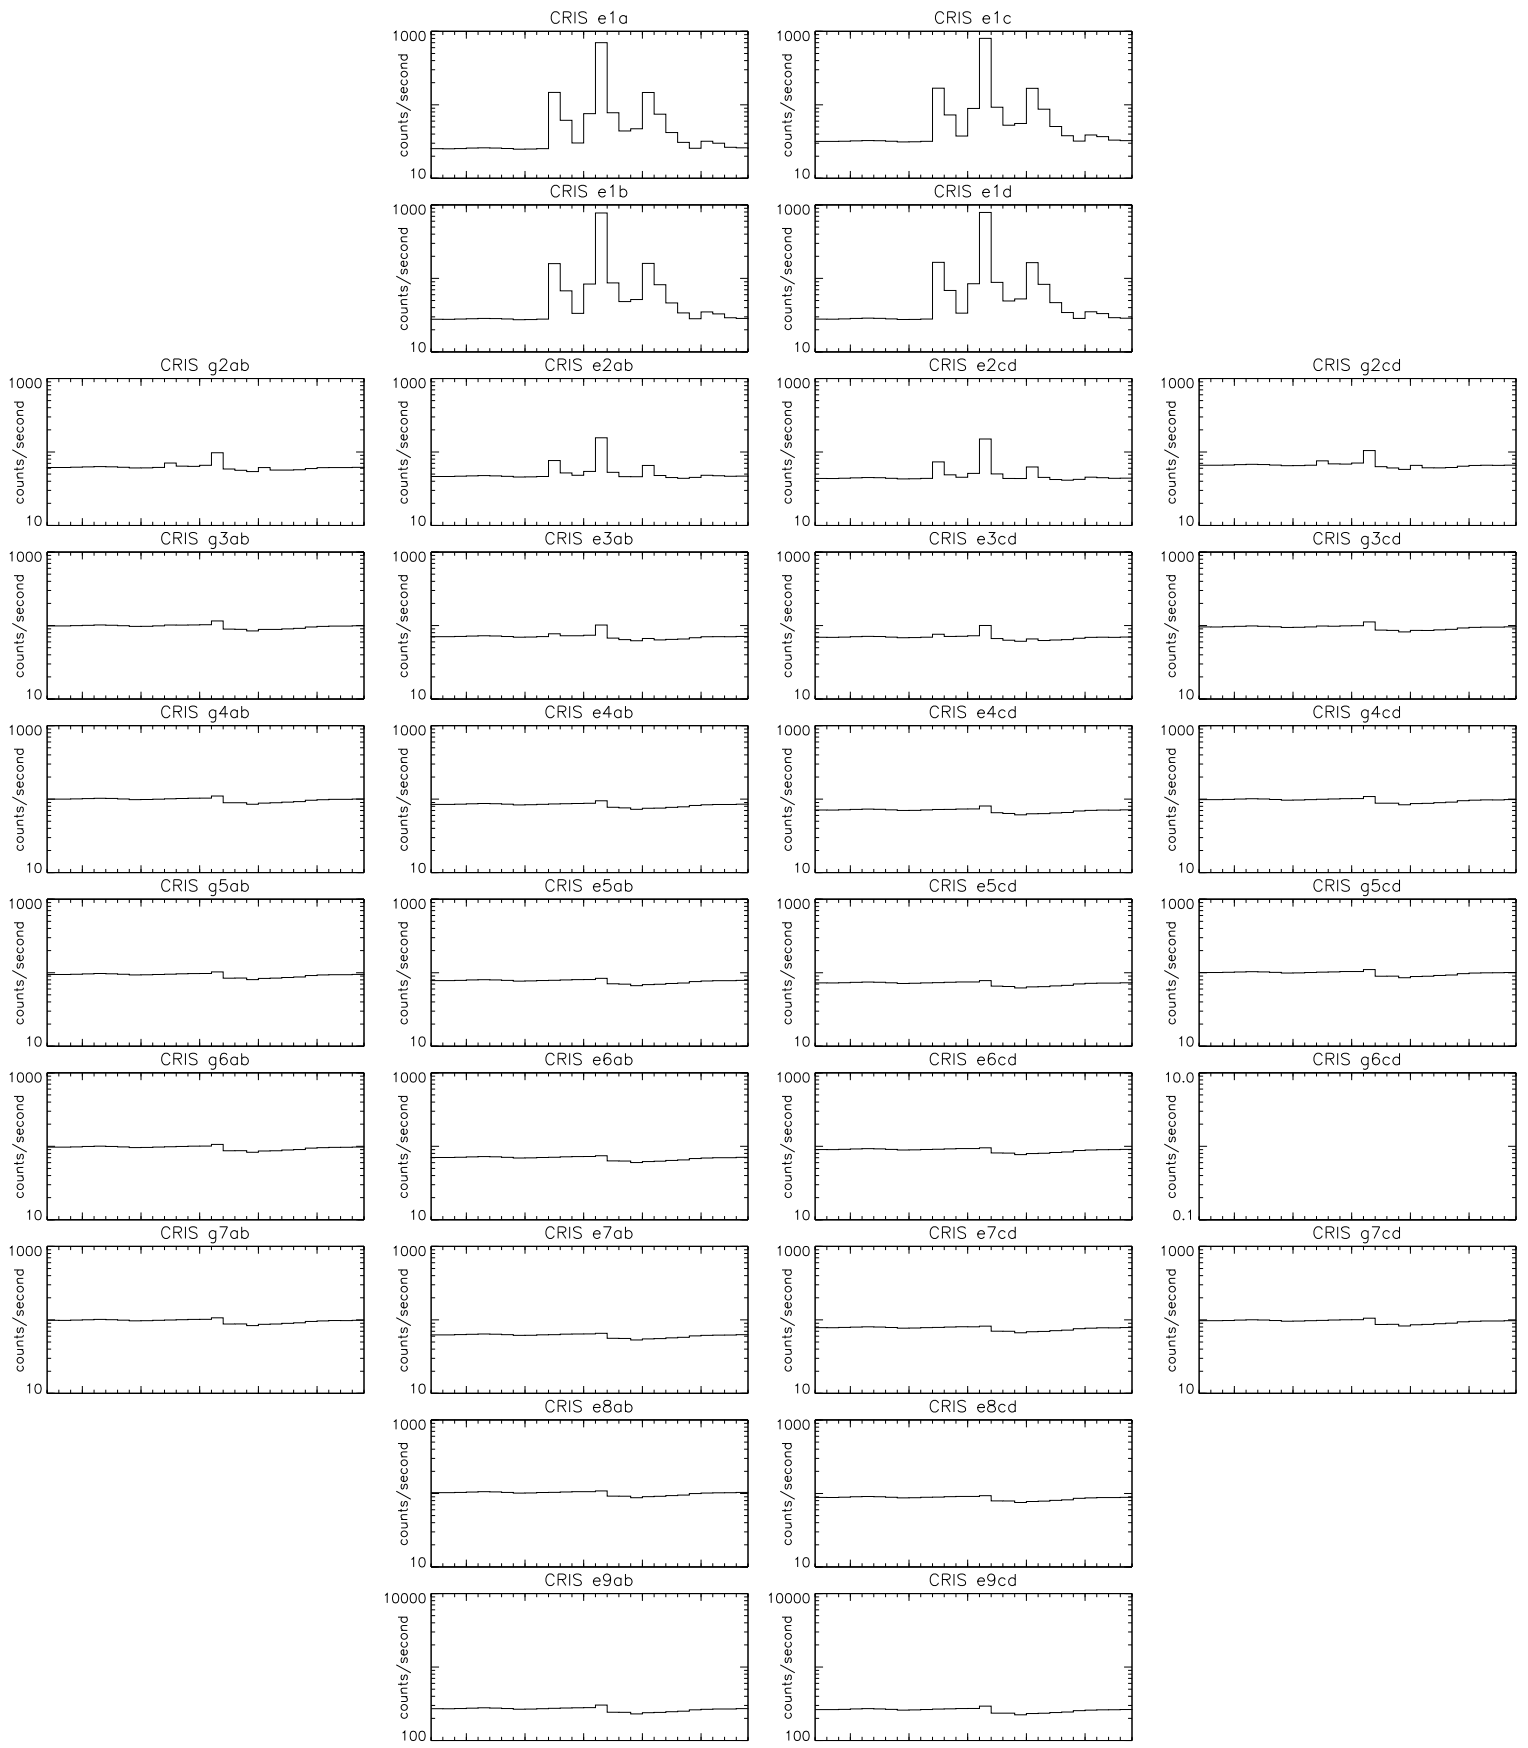 CRIS e1a
1000
counts/second
10
CRIS e1c
1000
counts/second
10
CRIS e1b
1000
counts/second
10
CRIS e1d
1000
counts/second
10
CRIS g2ab
1000
counts/second
10
CRIS e2ab
1000
counts/second
10
CRIS e2cd
1000
counts/second
10
CRIS g2cd
1000
counts/second
10
CRIS g3ab
1000
counts/second
10
CRIS e3ab
1000
counts/second
10
CRIS e3cd
1000
counts/second
10
CRIS g3cd
1000
counts/second
10
CRIS g4ab
1000
counts/second
10
CRIS e4ab
1000
counts/second
10
CRIS e4cd
1000
counts/second
10
CRIS g4cd
1000
counts/second
10
CRIS g5ab
1000
counts/second
10
CRIS e5ab
1000
counts/second
10
CRIS e5cd
1000
counts/second
10
CRIS g5cd
1000
counts/second
10
CRIS g6ab
1000
counts/second
10
CRIS e6ab
1000
counts/second
10
CRIS e6cd
1000
counts/second
10
CRIS g6cd
10.0
counts/second
0.1
CRIS g7ab
1000
counts/second
10
CRIS e7ab
1000
counts/second
10
CRIS e7cd
1000
counts/second
10
CRIS g7cd
1000
counts/second
10
CRIS e8ab
1000
counts/second
10
CRIS e8cd
1000
counts/second
10
CRIS e9ab
10000
counts/second
100
CRIS e9cd
10000
counts/second
100